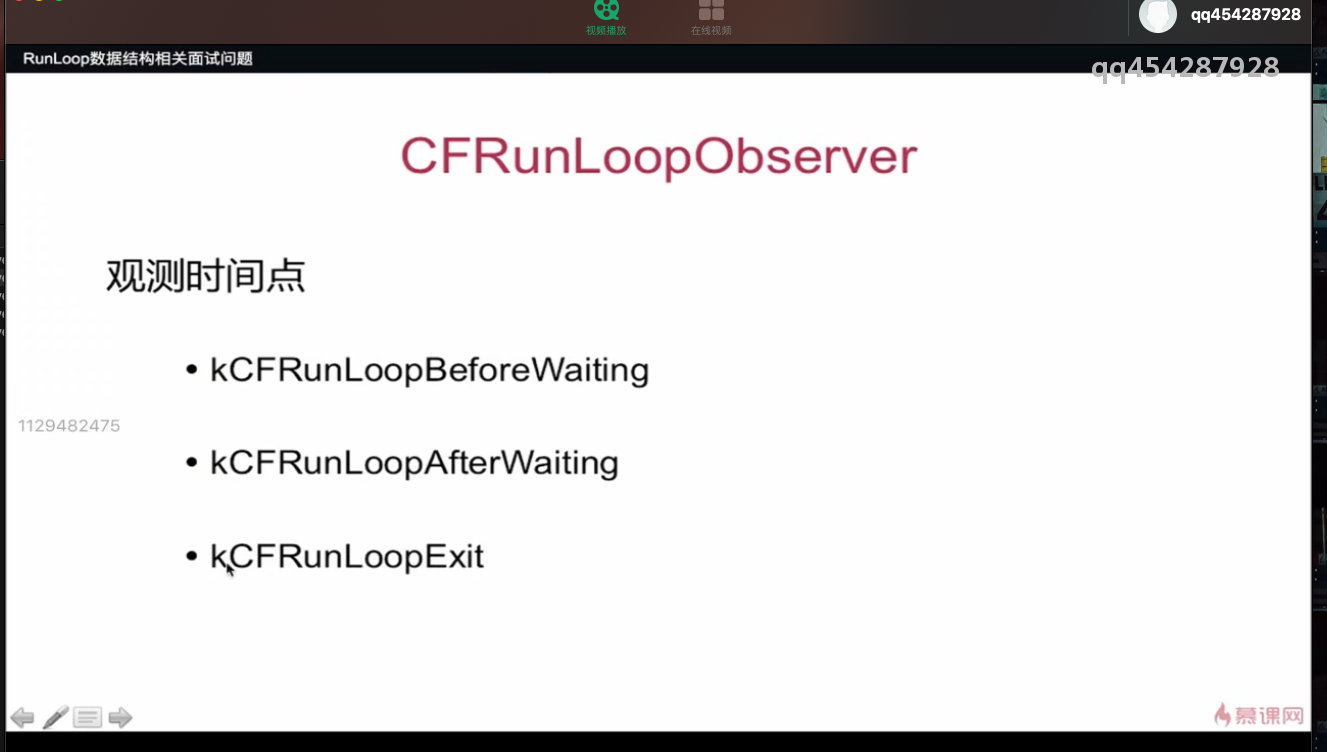 视频播放
在线视频
qq454287928
RunLoop数据结构相关面试问题
qq454287928
CFRunLoopObserver
观测时间点
• kCFRunLoopBeforeWaiting
1129482475
• kCFRunLoopAfterWaiting
• kCFRunLoopExit
慕课网